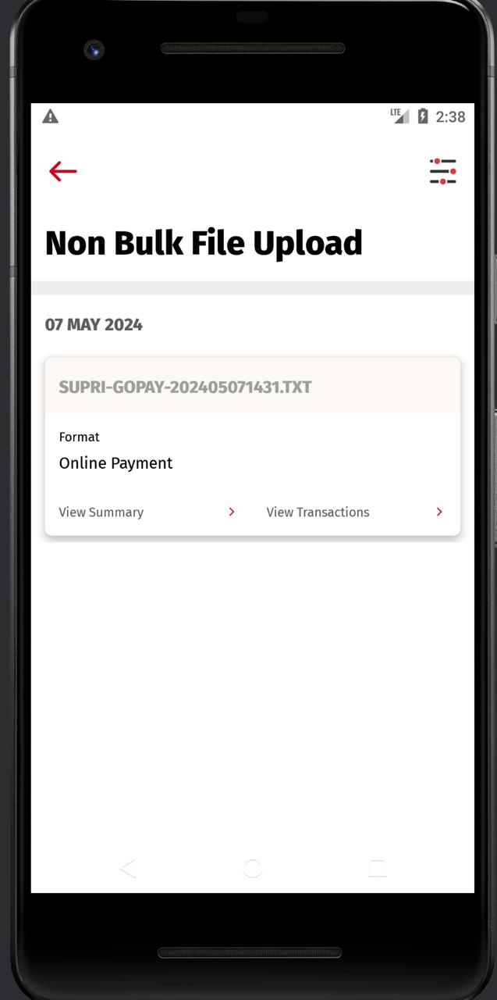 LTE 2:38
Non Bulk File Upload
07 MAY 2024
SUPRI-GOPAY-202405071431.TXT
Format
Online Payment
View Summary
View Transactions